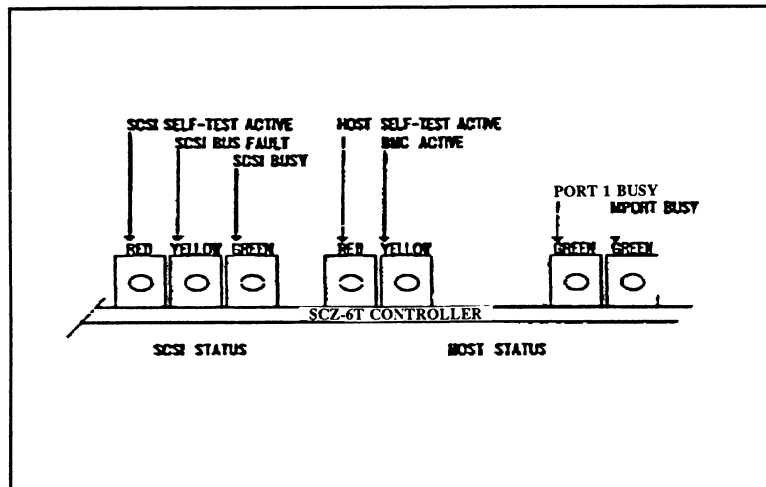 SCSI SELF-TEST ACTIVE
SCSI BUS FAULT
SCSI BUSY
HOST SELF-TEST ACTIVE
BMC ACTIVE
PORT 1 BUSY
MPORT BUSY
RED YELLOW GREEN RED YELLOW GREEN GREEN
SCZ-6T CONTROLLER
SCSI STATUS HOST STATUS